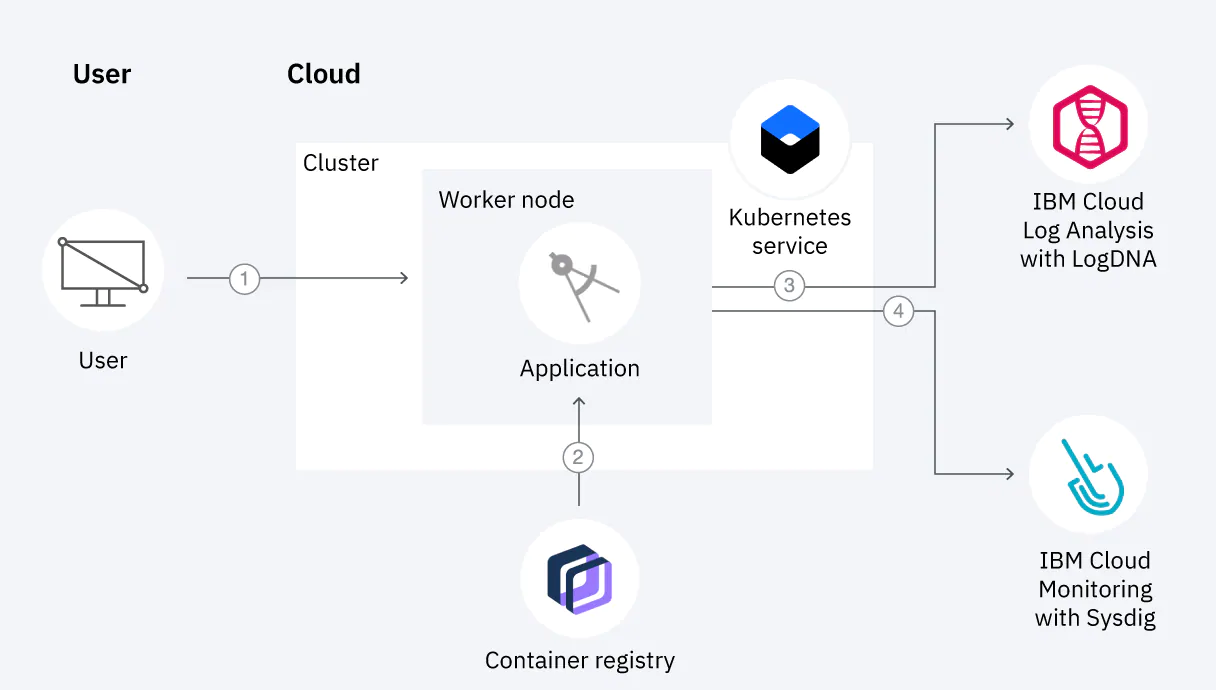 User
Cloud
Cluster
Worker node
Kubernetes
service
IBM Cloud
Log Analysis
with LogDNA
1
3
4
User
Application
2
IBM Cloud
Monitoring
with Sysdig
Container registry